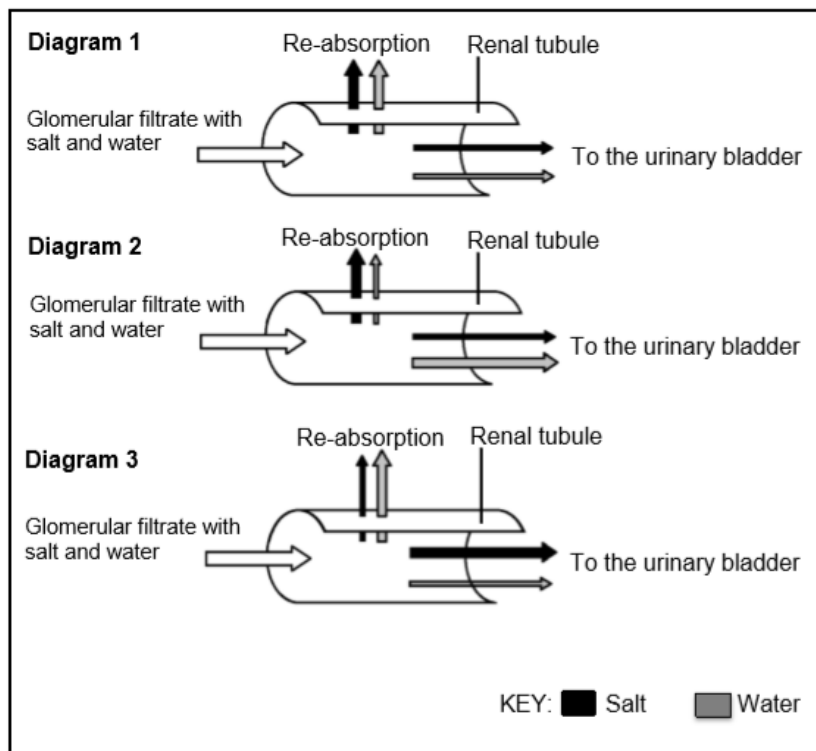 Diagram 1
Re-absorption
Renal tubule
Glomerular filtrate with
salt and water
To the urinary bladder
Diagram 2
Re-absorption
Renal tubule
Glomerular filtrate with
salt and water
To the urinary bladder
Diagram 3
Re-absorption
Renal tubule
Glomerular filtrate with
salt and water
To the urinary bladder
KEY: Salt Water